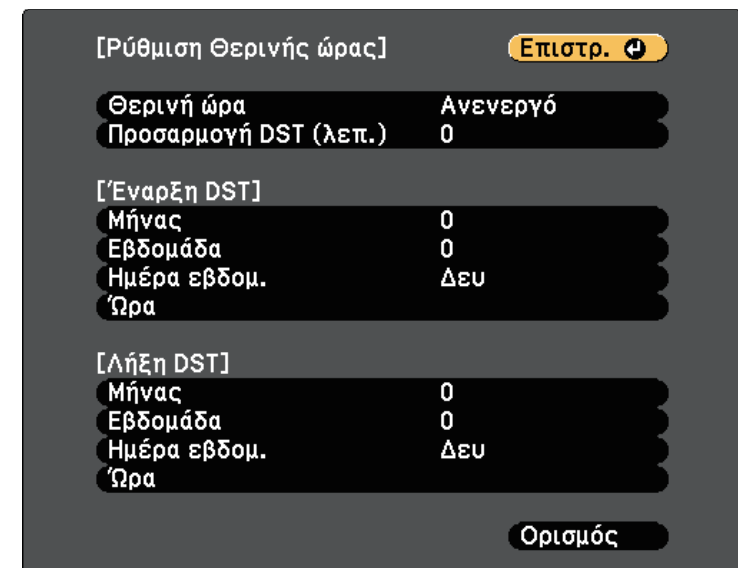 [Ρύθμιση Θερινής ώρας] Επιστρ.
Θερινή ώρα Ανενεργό
Προσαρμογή DST (λεπ.) 0
[Έναρξη DST]
Μήνας 0
Εβδομάδα 0
Ημέρα εβδομ. Δευ
Ώρα
[Λήξη DST]
Μήνας 0
Εβδομάδα 0
Ημέρα εβδομ. Δευ
Ώρα
Ορισμός